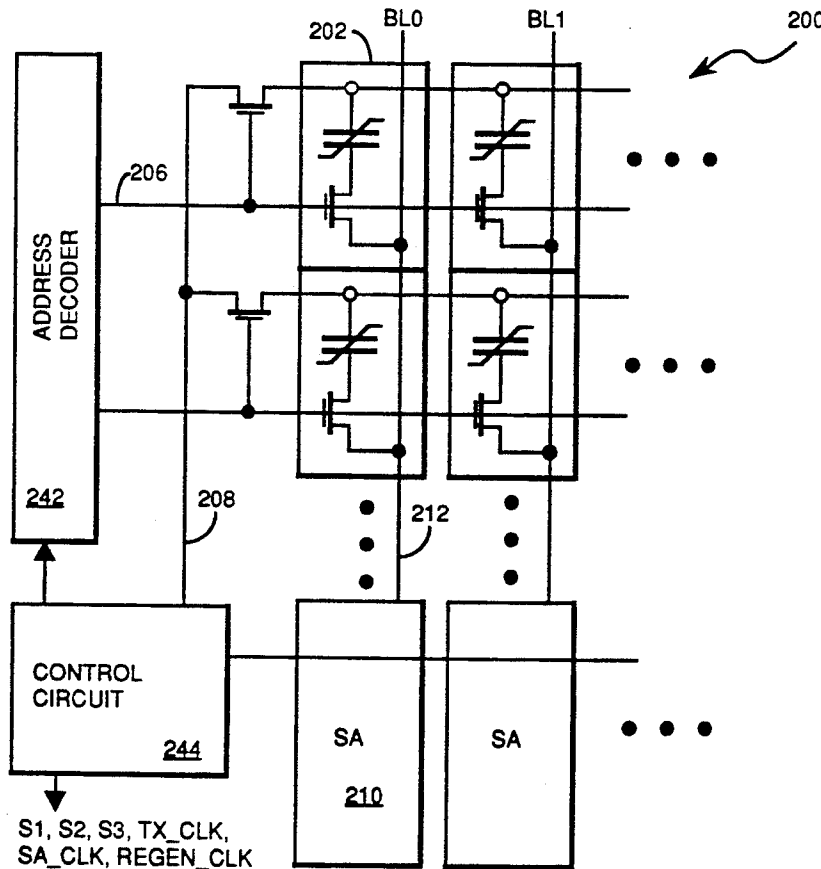 BL0
BL1
200
202
206
ADDRESS
DECODER
242
208
212
CONTROL
CIRCUIT
244
SA
210
SA
S1, S2, S3, TX_CLK,
SA_CLK, REGEN_CLK